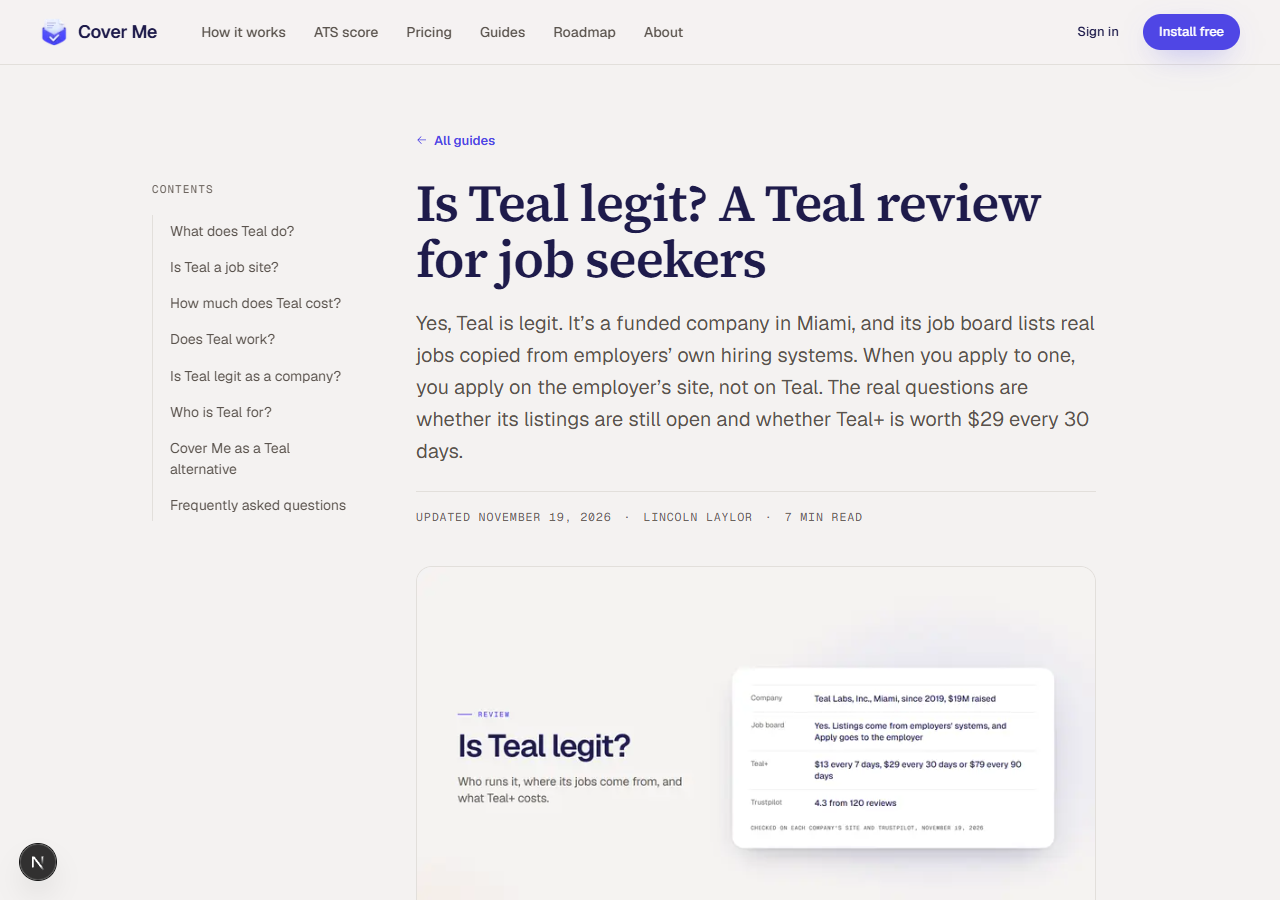 Cover Me
How it works
ATS score
Pricing
Guides
Roadmap
About
Sign in
Install free
← All guides
CONTENTS
What does Teal do?
Is Teal a job site?
How much does Teal cost?
Does Teal work?
Is Teal legit as a company?
Who is Teal for?
Cover Me as a Teal
alternative
Frequently asked questions
Is Teal legit? A Teal review
for job seekers
Yes, Teal is legit. It’s a funded company in Miami, and its job board lists real
jobs copied from employers’ own hiring systems. When you apply to one,
you apply on the employer’s site, not on Teal. The real questions are
whether its listings are still open and whether Teal+ is worth $29 every 30
days.
UPDATED NOVEMBER 19, 2026 · LINCOLN LAYLOR · 7 MIN READ
REVIEW
Is Teal legit?
Who runs it, where its jobs come from, and
what Teal+ costs.
Company
Teal Labs, Inc., Miami, since 2019, $19M raised
Job board
Yes. Listings come from employers' systems, and
Apply goes to the employer
Teal+
$13 every 7 days, $29 every 30 days or $79 every 90
days
Trustpilot
4.3 from 120 reviews
CHECKED ON EACH COMPANY'S SITE AND TRUSTPILOT, NOVEMBER 19, 2026
N